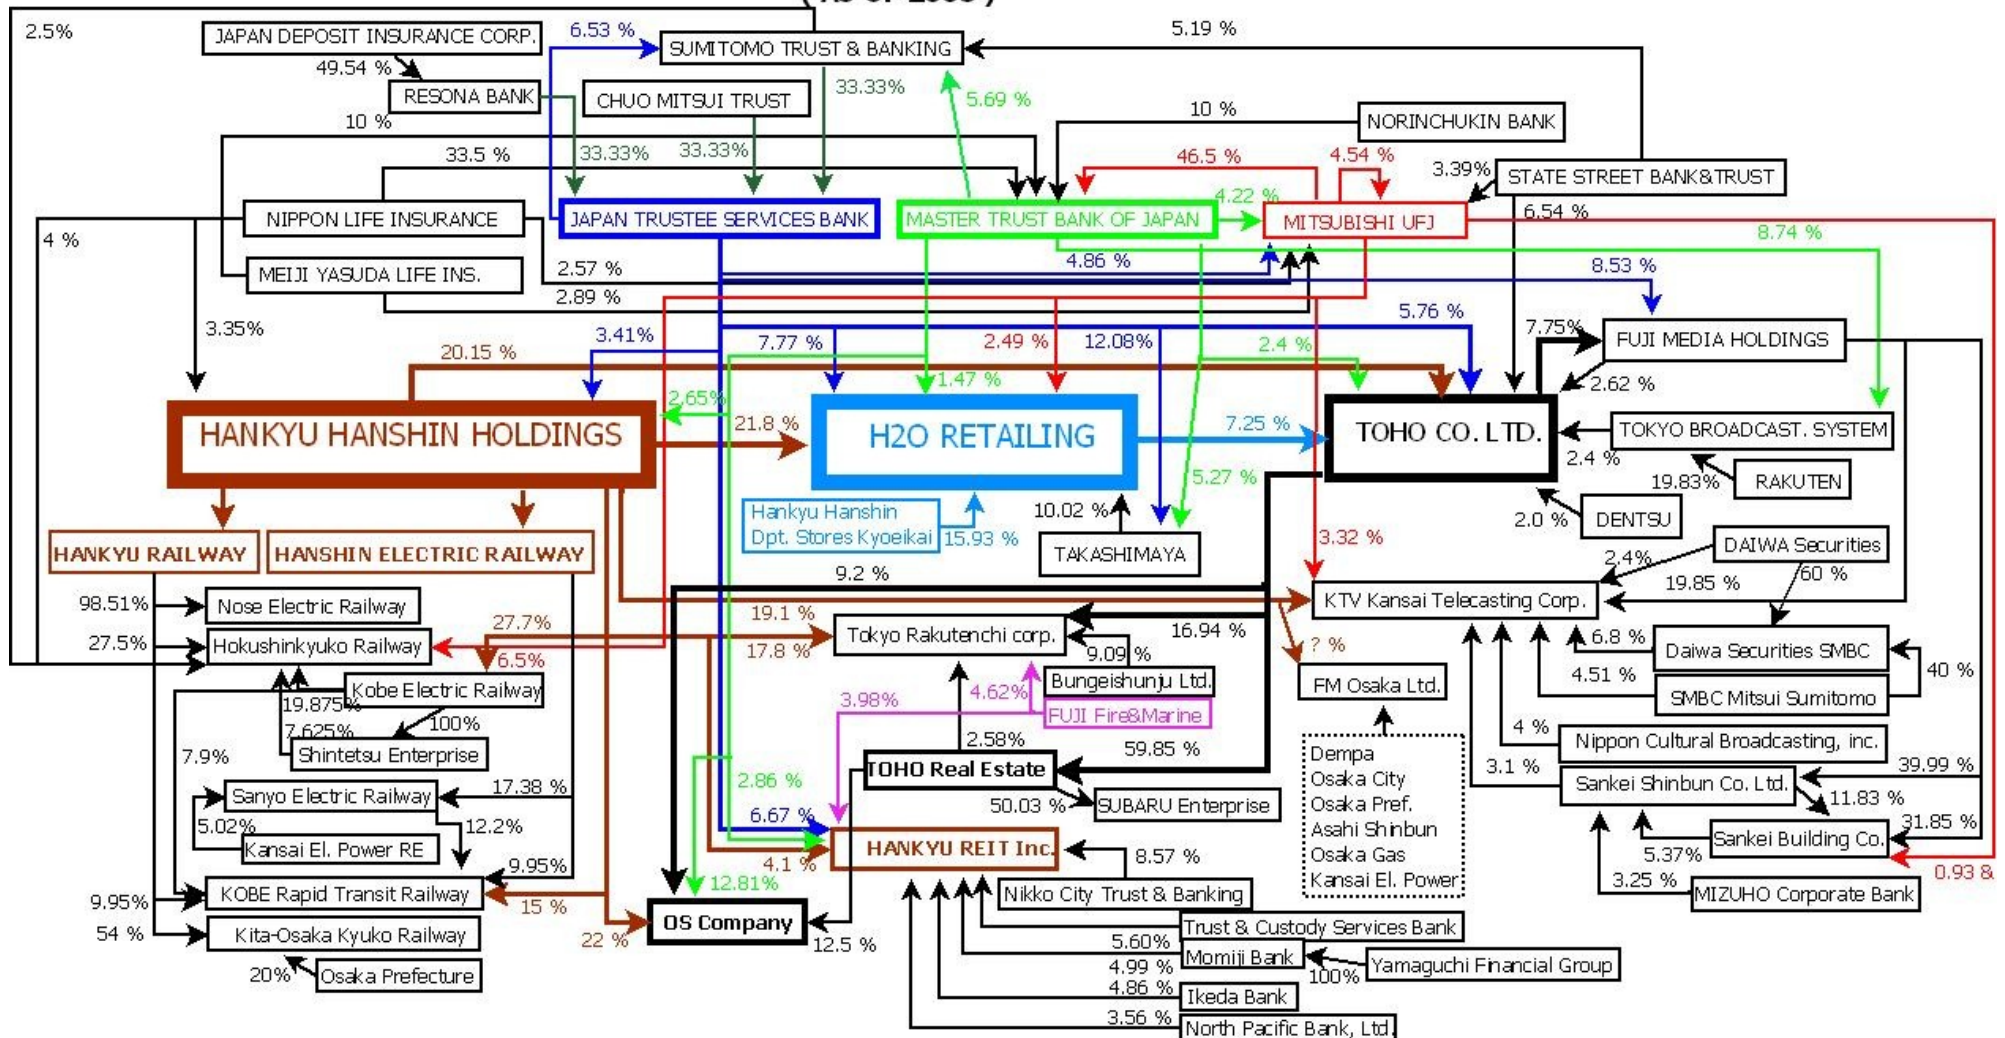 2.5%
JAPAN DEPOSIT INSURANCE CORP.
6.53 %
SUMITOMO TRUST & BANKING
5.19 %
49.54 %
RESONA BANK
CHUO MITSUI TRUST
33.33%
5.69 %
10 %
NORINCHUKIN BANK
10 %
33.5 %
33.33%
33.33%
46.5 %
4.54 %
3.39%
STATE STREET BANK&TRUST
NIPPON LIFE INSURANCE
JAPAN TRUSTEE SERVICES BANK
MASTER TRUST BANK OF JAPAN
4.22 %
MITSUBISHI UFJ
6.54 %
8.74 %
4 %
MEIJI YASUDA LIFE INS.
2.57 %
4.86 %
8.53 %
2.89 %
3.35%
3.41%
7.77 %
2.49 %
12.08%
5.76 %
7.75%
FUJI MEDIA HOLDINGS
20.15 %
2.4 %
1.47 %
2.62 %
2.65%
HANKYU HANSHIN HOLDINGS
21.8 %
H2O RETAILING
7.25 %
TOHO CO. LTD.
TOKYO BROADCAST. SYSTEM
2.4 %
19.83%
RAKUTEN
5.27 %
Hankyu Hanshin
Dpt. Stores Kyoeikai
15.93 %
10.02 %
2.0 %
DENTSU
HANKYU RAILWAY
HANSHIN ELECTRIC RAILWAY
TAKASHIMAYA
3.32 %
DAIWA Securities
2.4%
60 %
9.2 %
19.85 %
98.51%
Nose Electric Railway
KTV Kansai Telecasting Corp.
19.1 %
27.7%
Tokyo Rakutenchi corp.
16.94 %
27.5%
Hokushinkyuko Railway
17.8 %
? %
6.8 %
Daiwa Securities SMBC
6.5%
9.09 %
4.51 %
40 %
Kobe Electric Railway
Bungeishunju Ltd.
FM Osaka Ltd.
SMBC Mitsui Sumitomo
19.875%
3.98%
4.62%
FUJI Fire&Marine
7.625%
100%
4 %
Nippon Cultural Broadcasting, inc.
7.9%
Shintetsu Enterprise
2.58%
59.85 %
TOHO Real Estate
Dempa
Osaka City
Osaka Pref.
Asahi Shinbun
Osaka Gas
Kansai El. Power
3.1 %
Sankei Shinbun Co. Ltd.
39.99 %
2.86 %
Sanyo Electric Railway
17.38 %
50.03 %
SUBARU Enterprise
11.83 %
5.02%
12.2%
6.67 %
31.85 %
Sankei Building Co.
Kansai El. Power RE
HANKYU REIT Inc.
8.57 %
5.37%
9.95%
4.1 %
0.93 &
12.81%
3.25 %
MIZUHO Corporate Bank
KOBE Rapid Transit Railway
Nikko City Trust & Banking
9.95%
15 %
OS Company
Trust & Custody Services Bank
54 %
Kita-Osaka Kyuko Railway
22 %
12.5 %
5.60%
Momiji Bank
4.99 %
100%
Yamaguchi Financial Group
20%
Osaka Prefecture
4.86 %
Ikeda Bank
3.56 %
North Pacific Bank, Ltd.